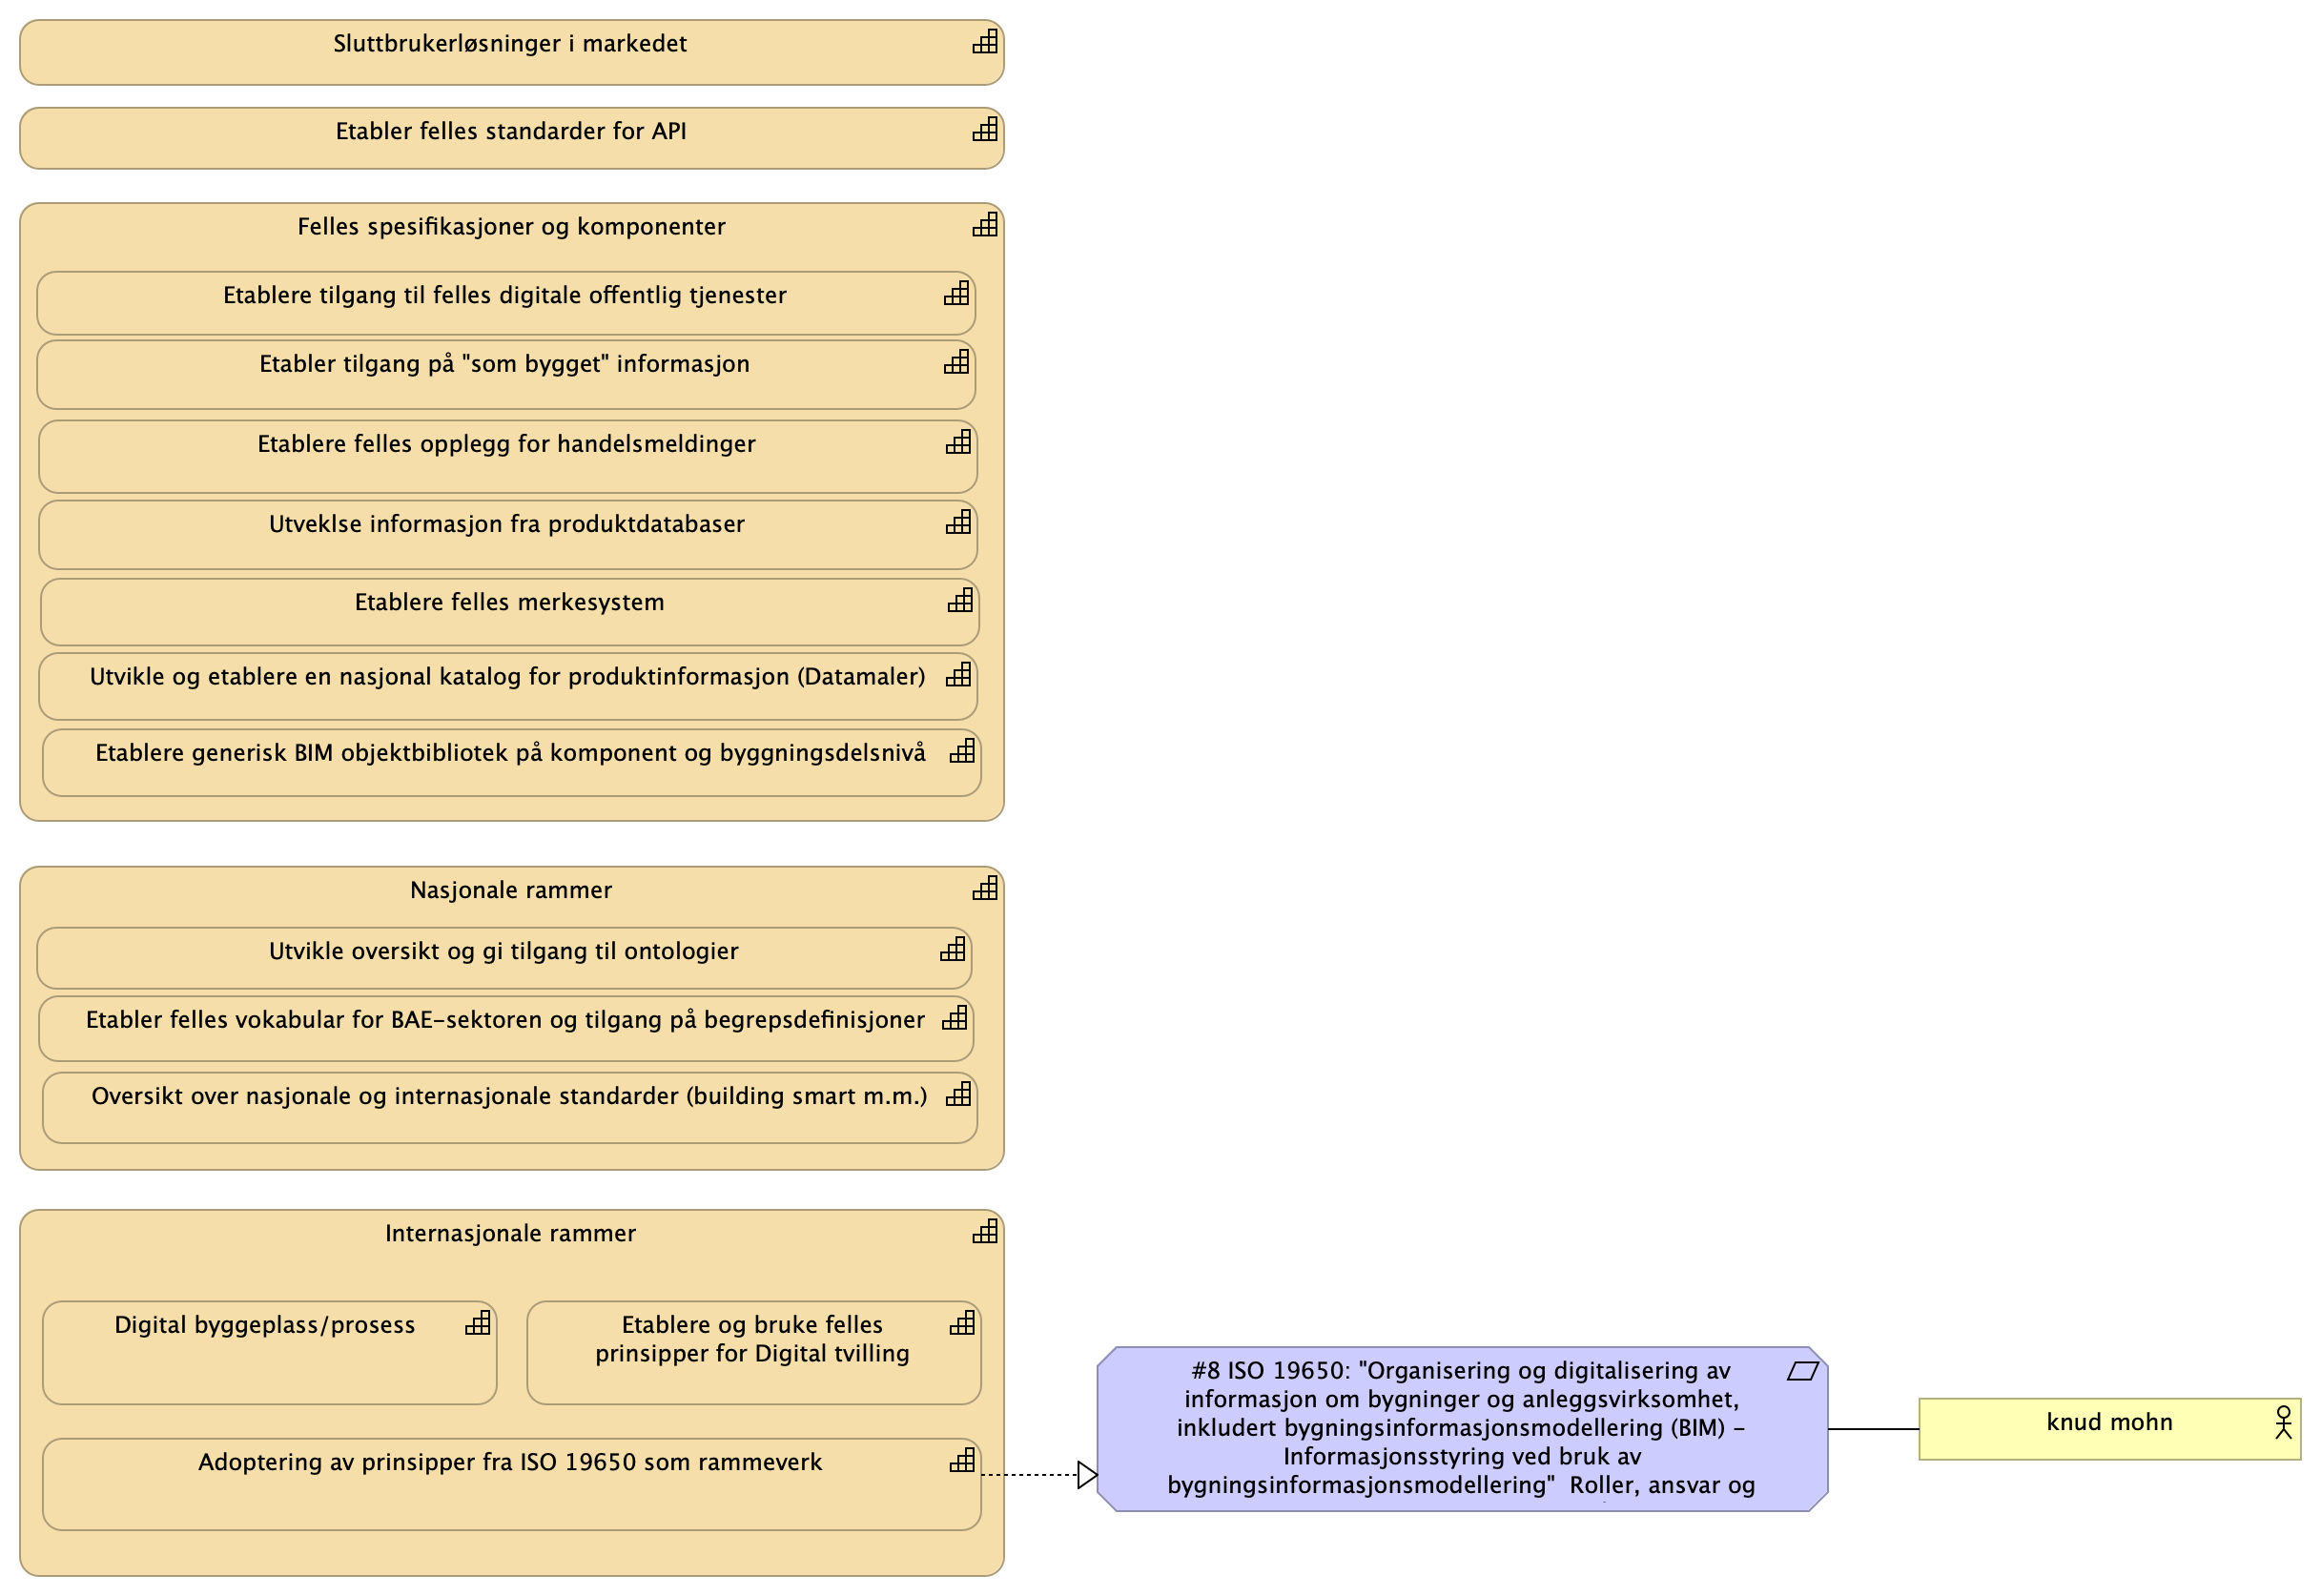 Sluttbrukerløsninger i markedet
Etabler felles standarder for API
Felles spesifikasjoner og komponenter
Etablere tilgang til felles digitale offentlig tjenester
Etabler tilgang på "som bygget" informasjon
Etablere felles opplegg for handelsmeldinger
Utveklse informasjon fra produktdatabaser
Etablere felles merkesystem
Utvikle og etablere en nasjonal katalog for produktinformasjon (Datamaler)
Etablere generisk BIM objektbibliotek på komponent og byggningsdelsnivå
Nasjonale rammer
Utvikle oversikt og gi tilgang til ontologier
Etabler felles vokabular for BAE-sektoren og tilgang på begrepsdefinisjoner
Oversikt over nasjonale og internasjonale standarder (building smart m.m.)
Internasjonale rammer
Digital byggeplass/prosess
Etablere og bruke felles
prinsipper for Digital tvilling
Adoptering av prinsipper fra ISO 19650 som rammeverk
#8 ISO 19650: "Organisering og digitalisering av
informasjon om bygninger og anleggsvirksomhet,
inkludert bygningsinformasjonsmodellering (BIM) -
Informasjonsstyring ved bruk av
bygningsinformasjonsmodellering"  Roller, ansvar og
knud mohn